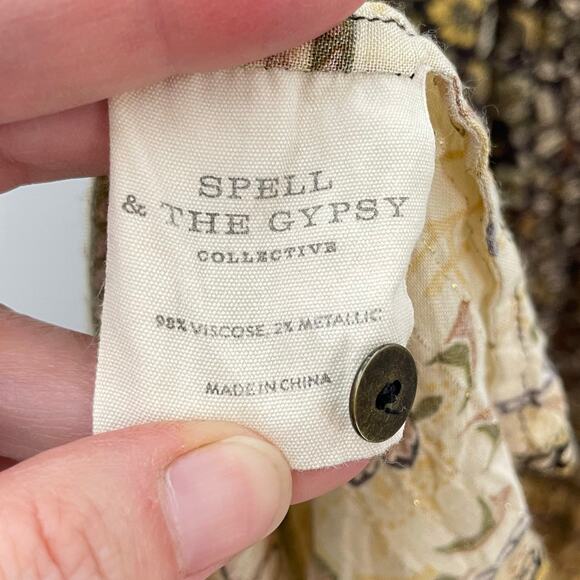 SPELL
& THE GYPSY
COLLECTIVE
98% VISCOSE, 2% METALLIC
MADE IN CHINA